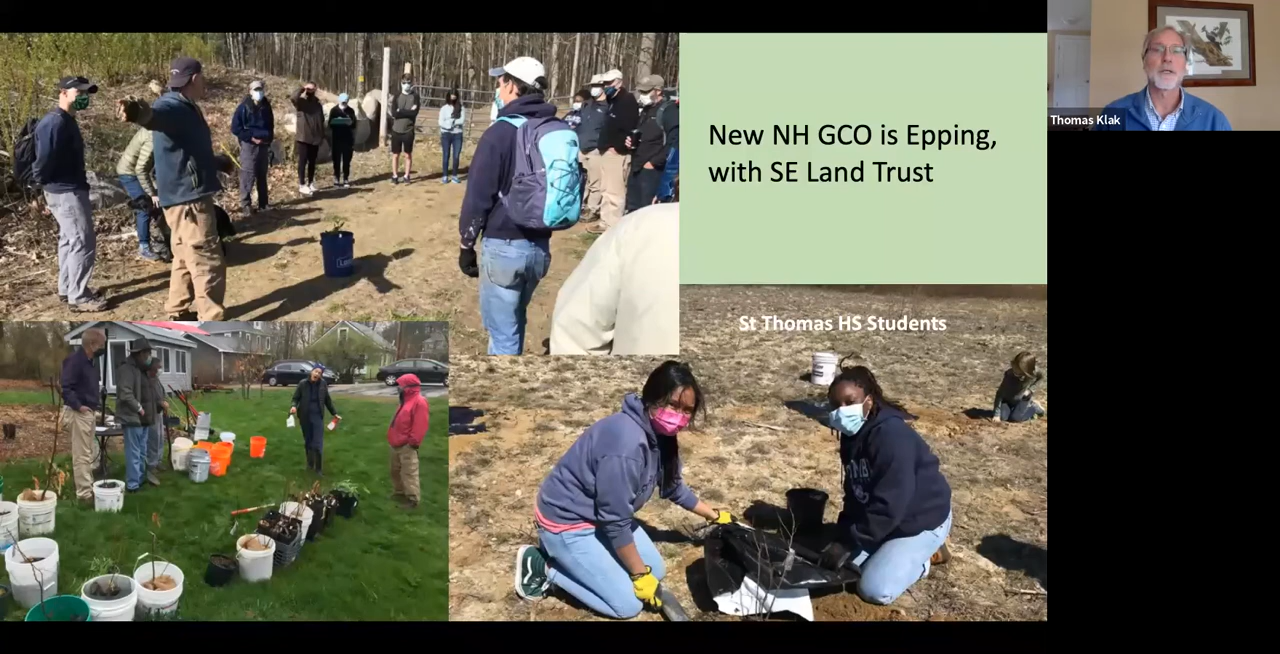 New NH GCO is Epping,
with SE Land Trust
Thomas Klak
St Thomas HS Students